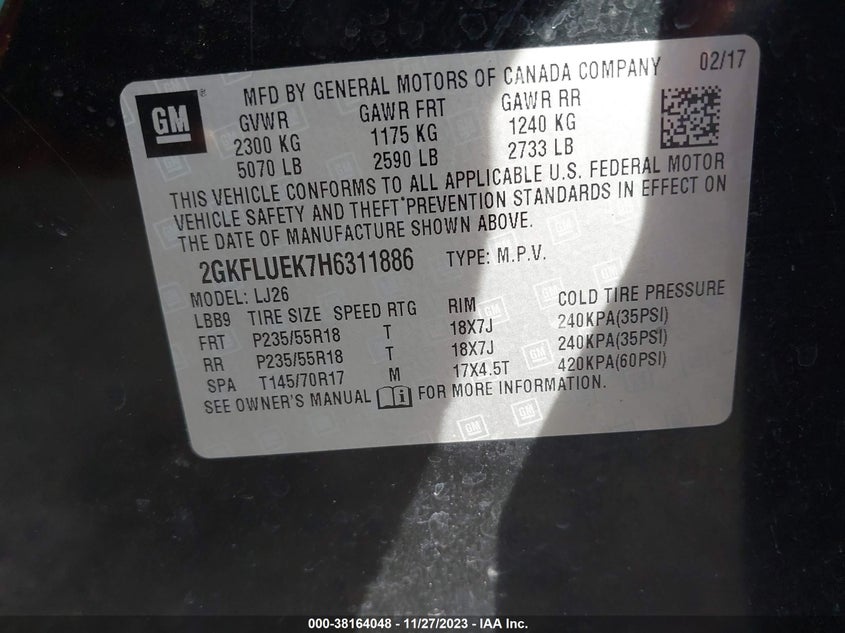 GM ®
MFD BY GENERAL MOTORS OF CANADA COMPANY 02/17
GVWR GAWR FRT GAWR RR
2300 KG 1175 KG 1240 KG
5070 LB 2590 LB 2733 LB
THIS VEHICLE CONFORMS TO ALL APPLICABLE U.S. FEDERAL MOTOR
VEHICLE SAFETY AND THEFT PREVENTION STANDARDS IN EFFECT ON
THE DATE OF MANUFACTURE SHOWN ABOVE.
2GKFLUEK7H6311886 TYPE: M.P.V.
MODEL: LJ26
LBB9 TIRE SIZE SPEED RTG RIM COLD TIRE PRESSURE
FRT P235/55R18 T 18X7J 240KPA(35PSI)
RR P235/55R18 T 18X7J 240KPA(35PSI)
SPA T145/70R17 M 17X4.5T 420KPA(60PSI)
SEE OWNER'S MANUAL i FOR MORE INFORMATION.
000-38164048 - 11/27/2023 - IAA Inc.